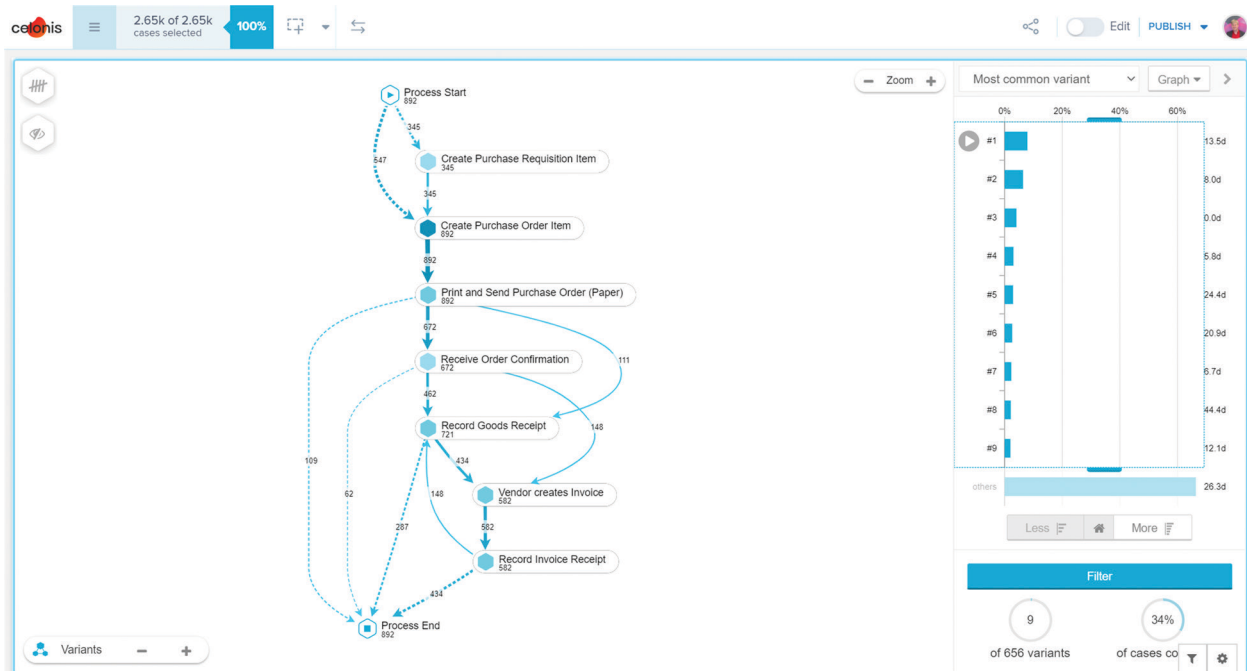 celonis
2.65k of 2.65k
cases selected
100%
Edit
PUBLISH
Zoom
Process Start
892
345
547
Create Purchase Requisition Item
345
345
Create Purchase Order Item
892
892
Print and Send Purchase Order (Paper)
892
672
111
Receive Order Confirmation
672
462
148
Record Goods Receipt
721
434
109
62
148
287
Vendor creates Invoice
582
582
Record Invoice Receipt
582
434
Process End
892
Variants
Most common variant
Graph
0% 20% 40% 60%
#1 13.5d
#2 8.0d
#3 0.0d
#4 5.8d
#5 24.4d
#6 20.9d
#7 6.7d
#8 44.4d
#9 12.1d
others 26.3d
Less More
Filter
9 34%
of 656 variants of cases co